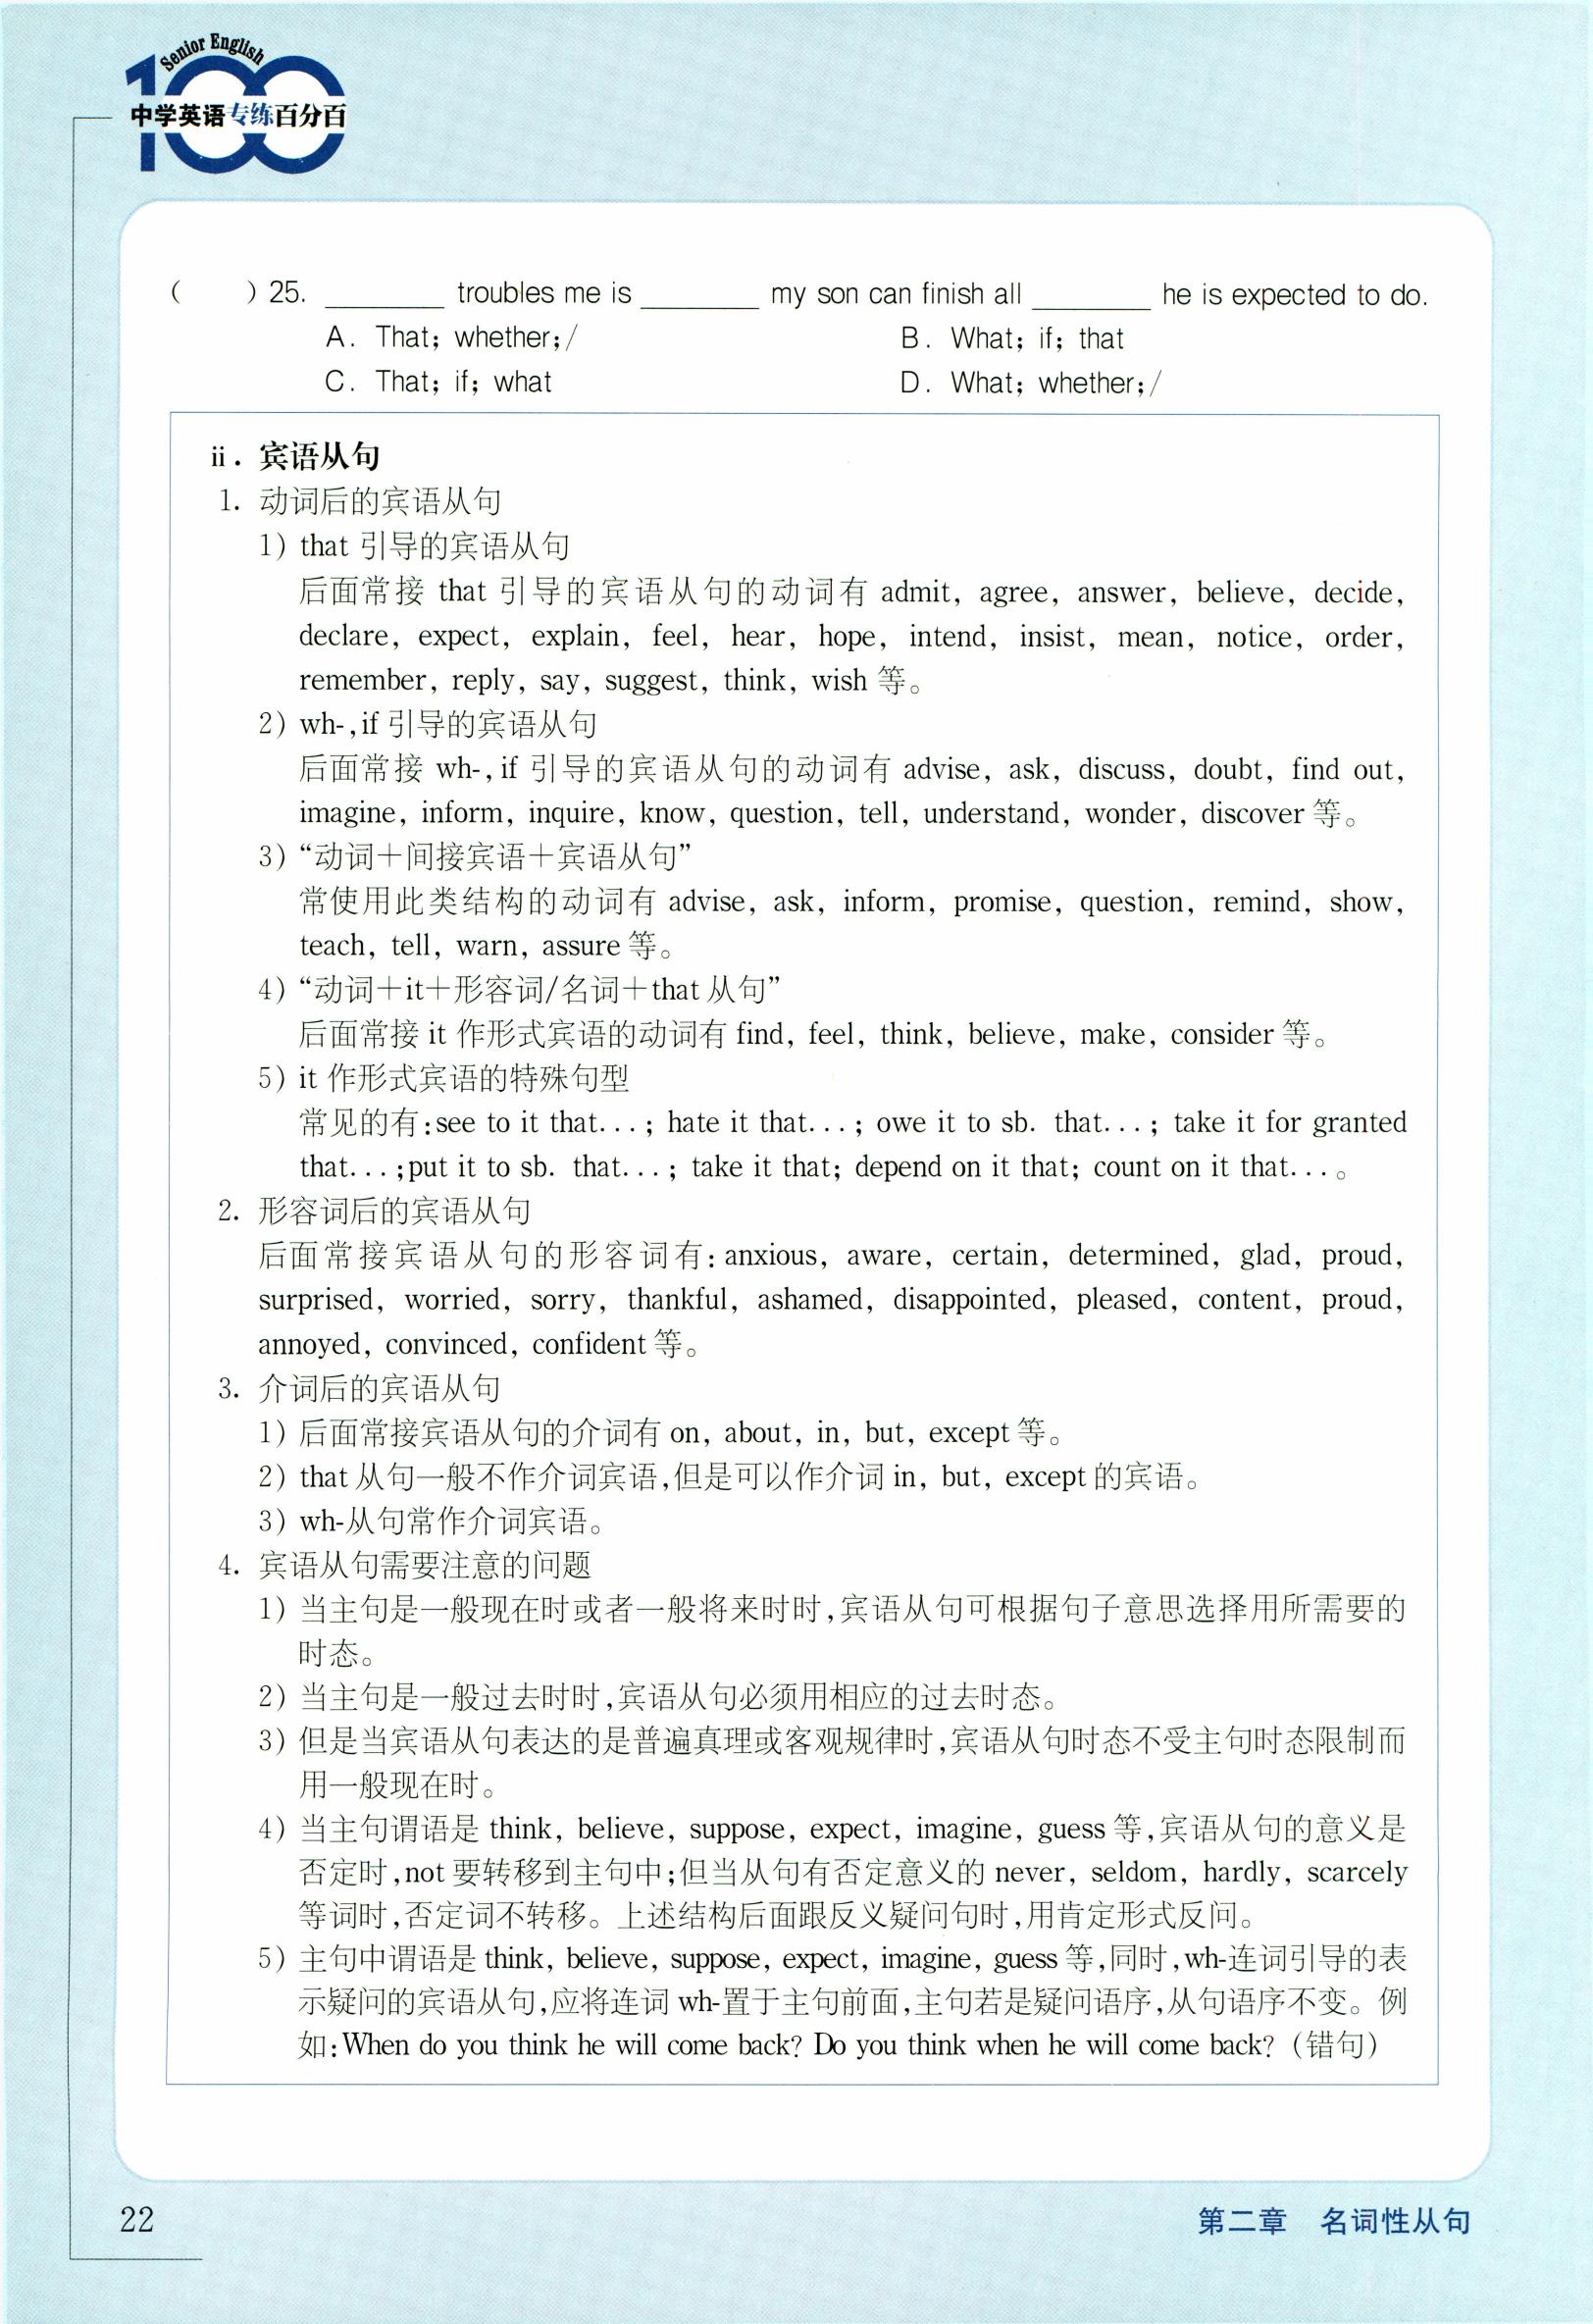 Senior English
100
中学英语专练百分百
(   ) 25. ________ troubles me is ________ my son can finish all ________ he is expected to do.
A. That; whether; /    B. What; if; that
C. That; if; what    D. What; whether; /
ii. 宾语从句
1. 动词后的宾语从句
1) that 引导的宾语从句
后面常接 that 引导的宾语从句的动词有 admit, agree, answer, believe, decide,
declare, expect, explain, feel, hear, hope, intend, insist, mean, notice, order,
remember, reply, say, suggest, think, wish 等。
2) wh-,if 引导的宾语从句
后面常接 wh-, if 引导的宾语从句的动词有 advise, ask, discuss, doubt, find out,
imagine, inform, inquire, know, question, tell, understand, wonder, discover 等。
3) “动词+间接宾语+宾语从句”
常使用此类结构的动词有 advise, ask, inform, promise, question, remind, show,
teach, tell, warn, assure 等。
4) “动词+it+形容词/名词+that 从句”
后面常接 it 作形式宾语的动词有 find, feel, think, believe, make, consider 等。
5) it 作形式宾语的特殊句型
常见的有:see to it that...; hate it that...; owe it to sb. that...; take it for granted
that...;put it to sb. that...; take it that; depend on it that; count on it that...。
2. 形容词后的宾语从句
后面常接宾语从句的形容词有: anxious, aware, certain, determined, glad, proud,
surprised, worried, sorry, thankful, ashamed, disappointed, pleased, content, proud,
annoyed, convinced, confident 等。
3. 介词后的宾语从句
1) 后面常接宾语从句的介词有 on, about, in, but, except 等。
2) that 从句一般不作介词宾语,但是可以作介词 in, but, except 的宾语。
3) wh-从句常作介词宾语。
4. 宾语从句需要注意的问题
1) 当主句是一般现在时或者一般将来时时,宾语从句可根据句子意思选择用所需要的
时态。
2) 当主句是一般过去时时,宾语从句必须用相应的过去时态。
3) 但是当宾语从句表达的是普遍真理或客观规律时,宾语从句时态不受主句时态限制而
用一般现在时。
4) 当主句谓语是 think, believe, suppose, expect, imagine, guess 等,宾语从句的意义是
否定时,not 要转移到主句中;但当从句有否定意义的 never, seldom, hardly, scarcely
等词时,否定词不转移。上述结构后面跟反义疑问句时,用肯定形式反问。
5) 主句中谓语是 think, believe, suppose, expect, imagine, guess 等,同时,wh-连词引导的表
示疑问的宾语从句,应将连词 wh-置于主句前面,主句若是疑问语序,从句语序不变。例
如:When do you think he will come back? Do you think when he will come back? (错句)
22
第二章 名词性从句